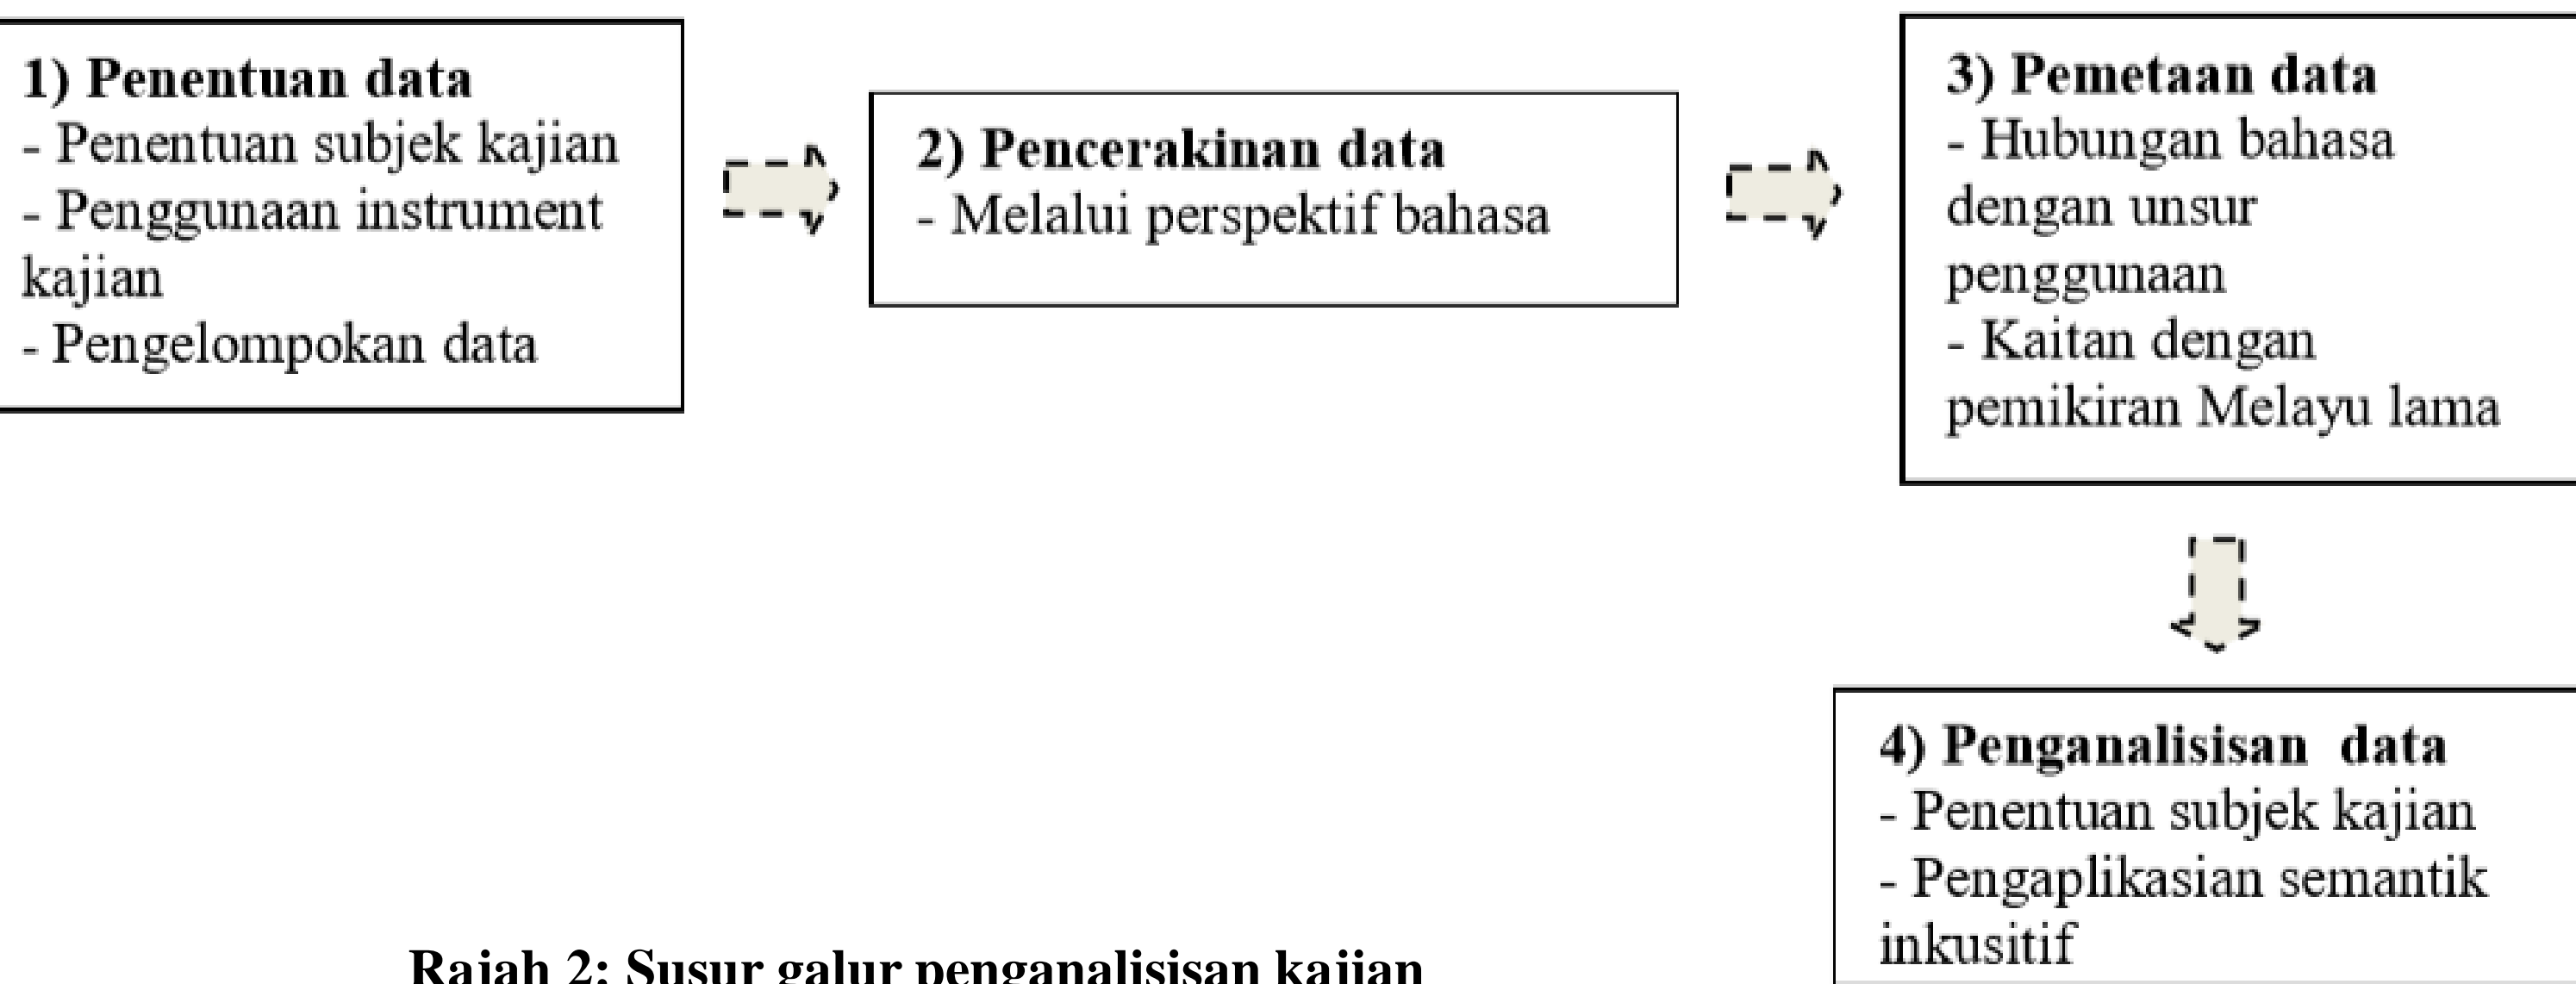 1) Penentuan data
- Penentuan subjek kajian
- Penggunaan instrument
kajian
- Pengelompokan data
2) Pencerakinan data
- Melalui perspektif bahasa
3) Pemetaan data
- Hubungan bahasa
dengan unsur
penggunaan
- Kaitan dengan
pemikiran Melayu lama
4) Penganalisisan  data
- Penentuan subjek kajian
- Pengaplikasian semantik
inkusitif
Rajah 2: Susur galur penganalisisan kajian